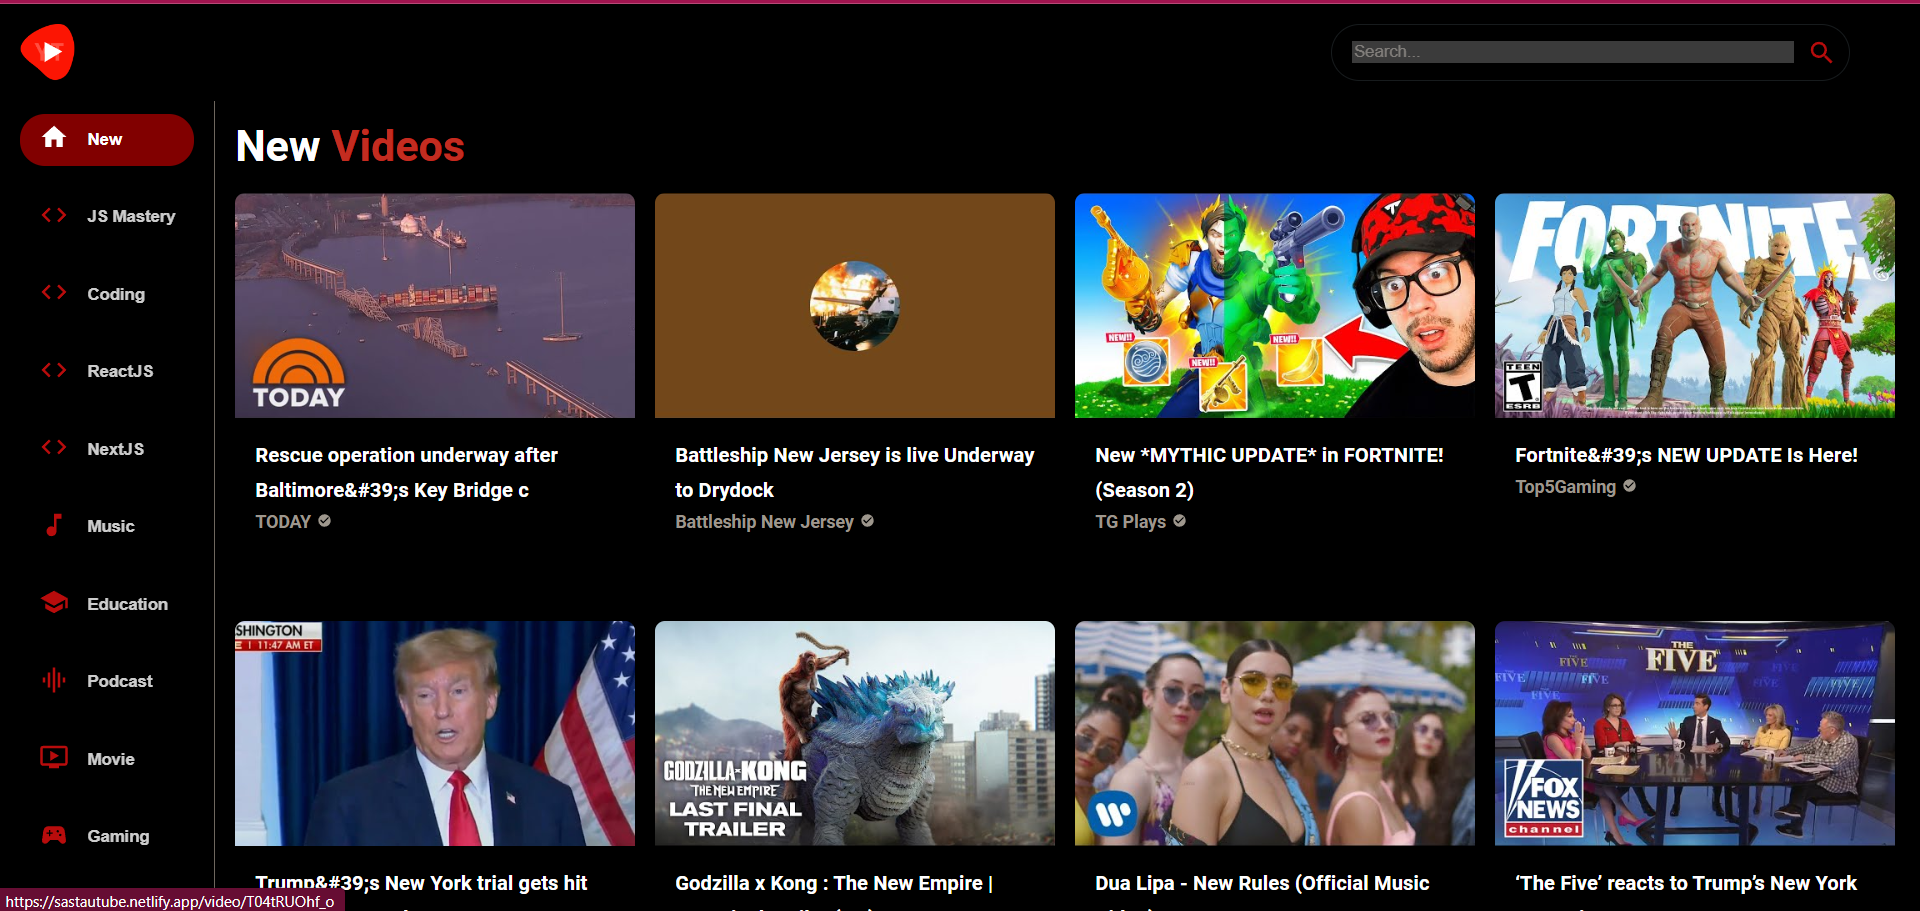 YT
Search...
New
JS Mastery
Coding
ReactJS
NextJS
Music
Education
Podcast
Movie
Gaming
New Videos
TODAY
NEW!!
NEW!!
NEW!!
FORTNITE
TEEN
T
ESRB
Rescue operation underway after
Baltimore&#39;s Key Bridge c
TODAY
Battleship New Jersey is live Underway
to Drydock
Battleship New Jersey
New *MYTHIC UPDATE* in FORTNITE!
(Season 2)
TG Plays
Fortnite&#39;s NEW UPDATE Is Here!
Top5Gaming
SHINGTON
E | 11:47 AM ET
GODZILLA x KONG
THE NEW EMPIRE
LAST FINAL
TRAILER
THE
FIVE
FIVE
FIVE
FIVE
FIVE
FOX
NEWS
channel
Trump&#39;s New York trial gets hit
Godzilla x Kong : The New Empire |
Dua Lipa - New Rules (Official Music
‘The Five’ reacts to Trump’s New York
https://sastautube.netlify.app/video/T04tRUOhf_o